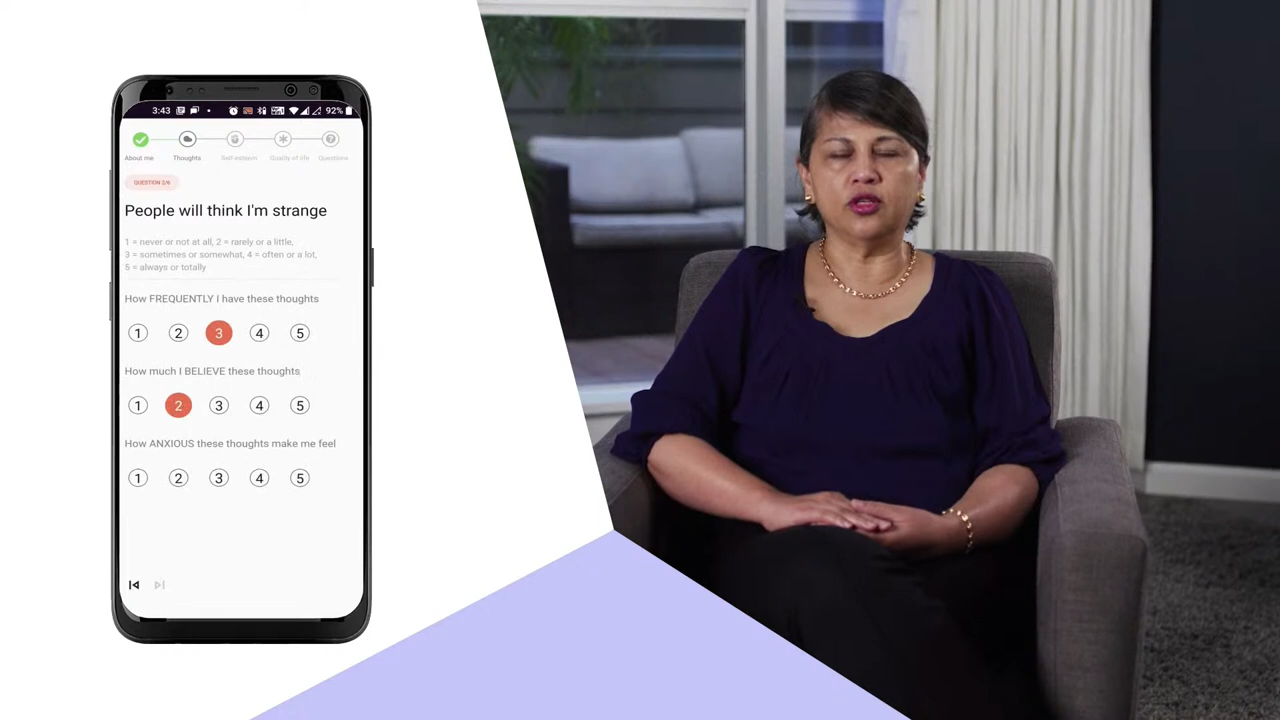 3:43 92%
About me Thoughts Self-esteem Quality of life Questions
QUESTION 2/6
People will think I'm strange
1 = never or not at all, 2 = rarely or a little,
3 = sometimes or somewhat, 4 = often or a lot,
5 = always or totally
How FREQUENTLY I have these thoughts
1 2 3 4 5
How much I BELIEVE these thoughts
1 2 3 4 5
How ANXIOUS these thoughts make me feel
1 2 3 4 5